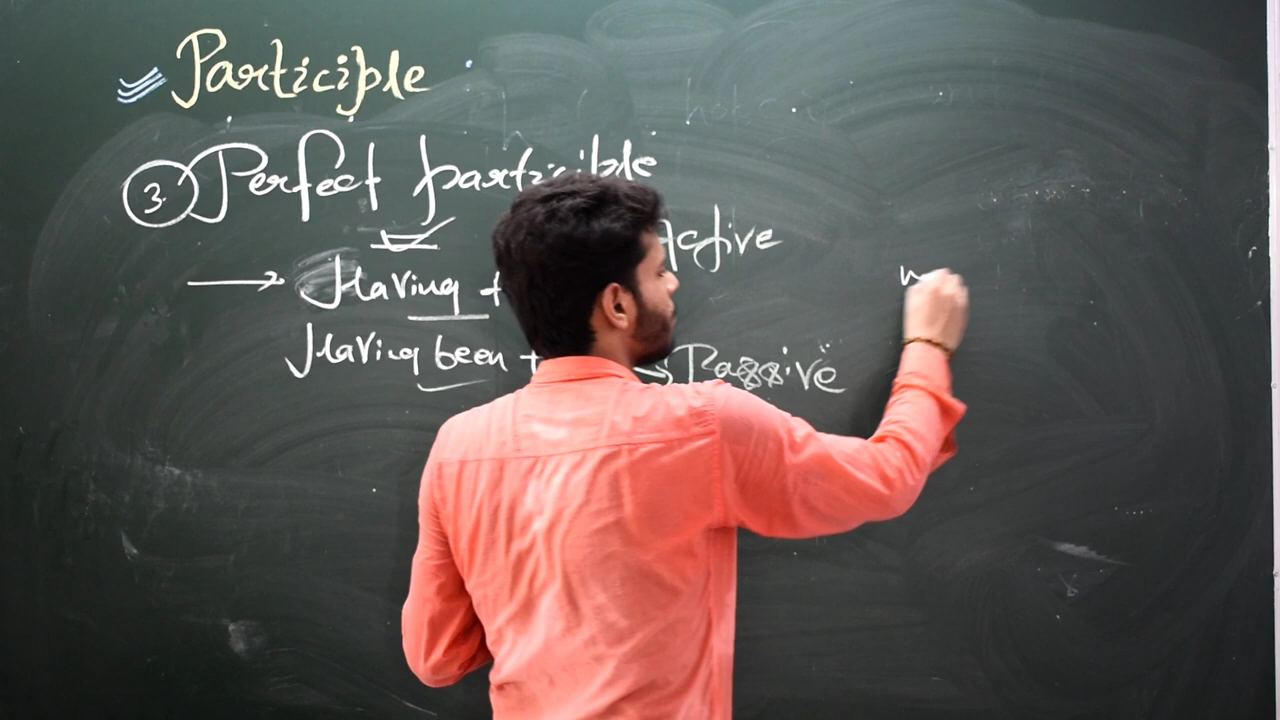 Participle
3. Perfect participle
Active
Having +
Having been + → Passive